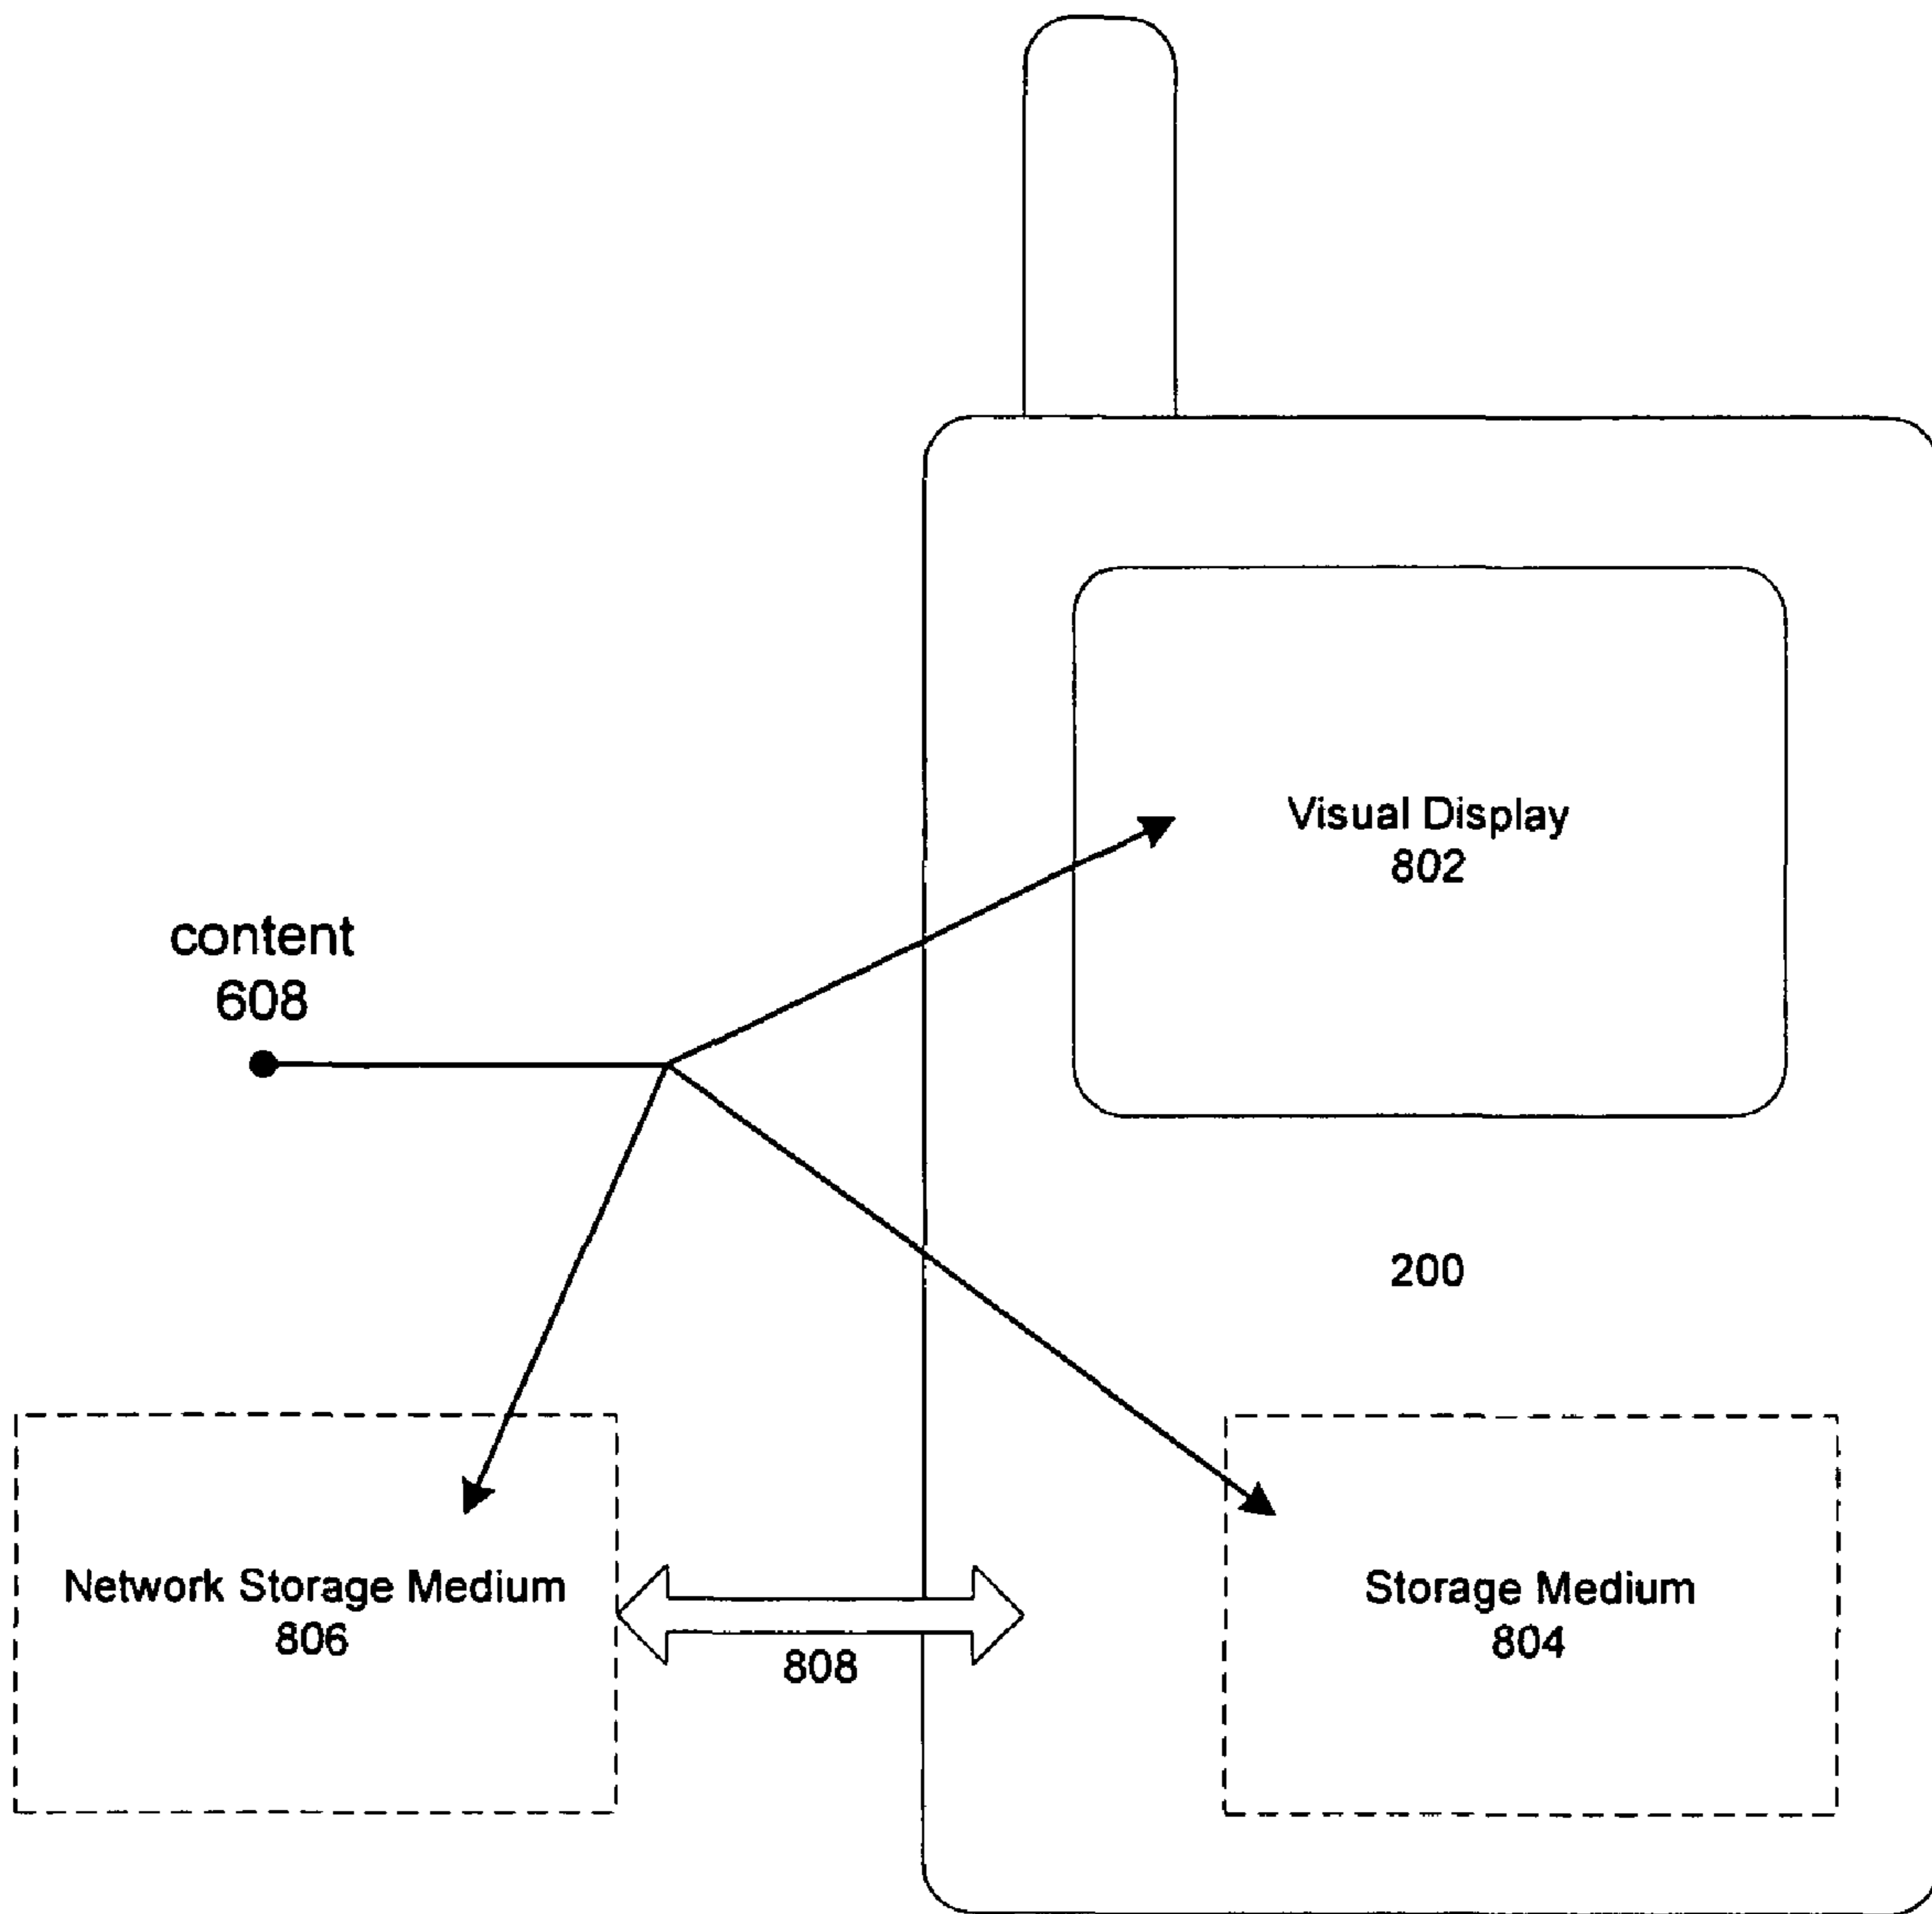 Visual Display
802
content
608
200
Network Storage Medium
806
808
Storage Medium
804